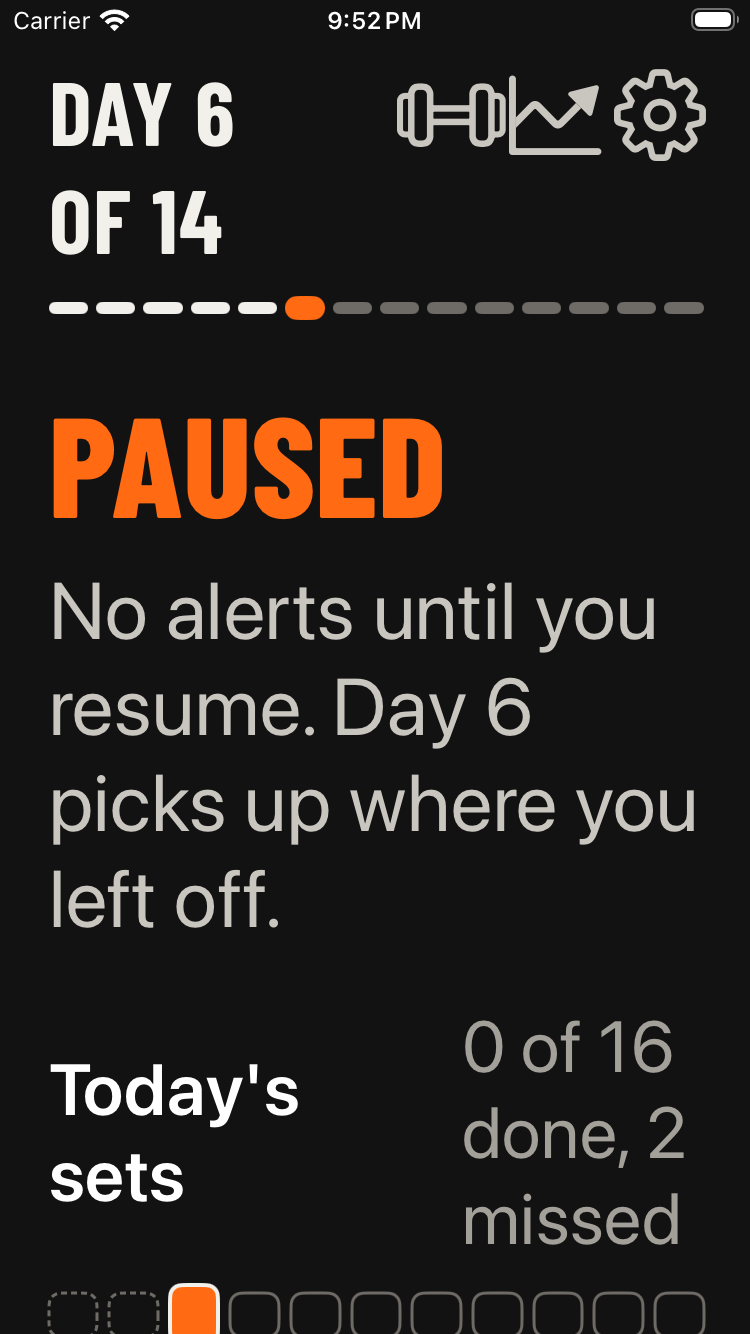 Carrier 9:52 PM
DAY 6
OF 14
PAUSED
No alerts until you
resume. Day 6
picks up where you
left off.
Today's
sets
0 of 16
done, 2
missed